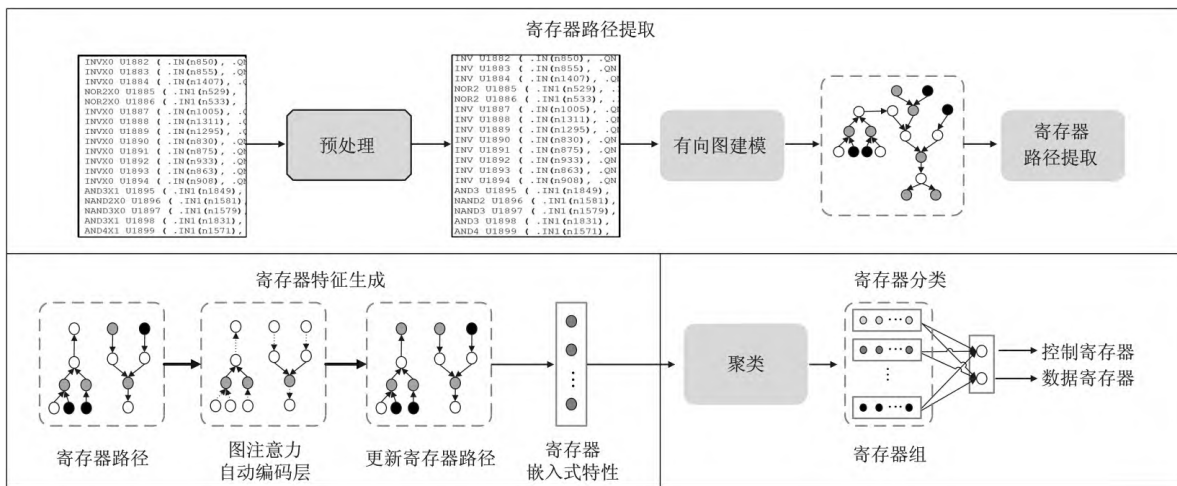 寄存器路径提取
INVX0 U1882 ( .IN(n850), .QN
INVX0 U1883 ( .IN(n855), .QN
INVX0 U1884 ( .IN(n1407), .Q
NOR2X0 U1885 ( .IN1(n529),
NOR2X0 U1886 ( .IN1(n533),
INVX0 U1887 ( .IN(n1005), .Q
INVX0 U1888 ( .IN(n1311), .Q
INVX0 U1889 ( .IN(n1295), .Q
INVX0 U1890 ( .IN(n830), .QN
INVX0 U1891 ( .IN(n875), .QN
INVX0 U1892 ( .IN(n933), .QN
INVX0 U1893 ( .IN(n863), .QN
INVX0 U1894 ( .IN(n908), .QN
AND3X1 U1895 ( .IN1(n1849),
NAND2X0 U1896 ( .IN1(n1581)
NAND3X0 U1897 ( .IN1(n1579)
AND3X1 U1898 ( .IN1(n1831),
AND4X1 U1899 ( .IN1(n1571),
预处理
INV U1882 ( .IN(n850), .QN
INV U1883 ( .IN(n855), .QN
INV U1884 ( .IN(n1407), .Q
NOR2 U1885 ( .IN1(n529),
NOR2 U1886 ( .IN1(n533),
INV U1887 ( .IN(n1005), .Q
INV U1888 ( .IN(n1311), .Q
INV U1889 ( .IN(n1295), .Q
INV U1890 ( .IN(n830), .QN
INV U1891 ( .IN(n875), .QN
INV U1892 ( .IN(n933), .QN
INV U1893 ( .IN(n863), .QN
INV U1894 ( .IN(n908), .QN
AND3 U1895 ( .IN1(n1849),
NAND2 U1896 ( .IN1(n1581),
NAND3 U1897 ( .IN1(n1579),
AND3 U1898 ( .IN1(n1831),
AND4 U1899 ( .IN1(n1571),
有向图建模
寄存器
路径提取
寄存器特征生成
寄存器路径
图注意力
自动编码层
更新寄存器路径
寄存器
嵌入式特性
寄存器分类
聚类
寄存器组
控制寄存器
数据寄存器